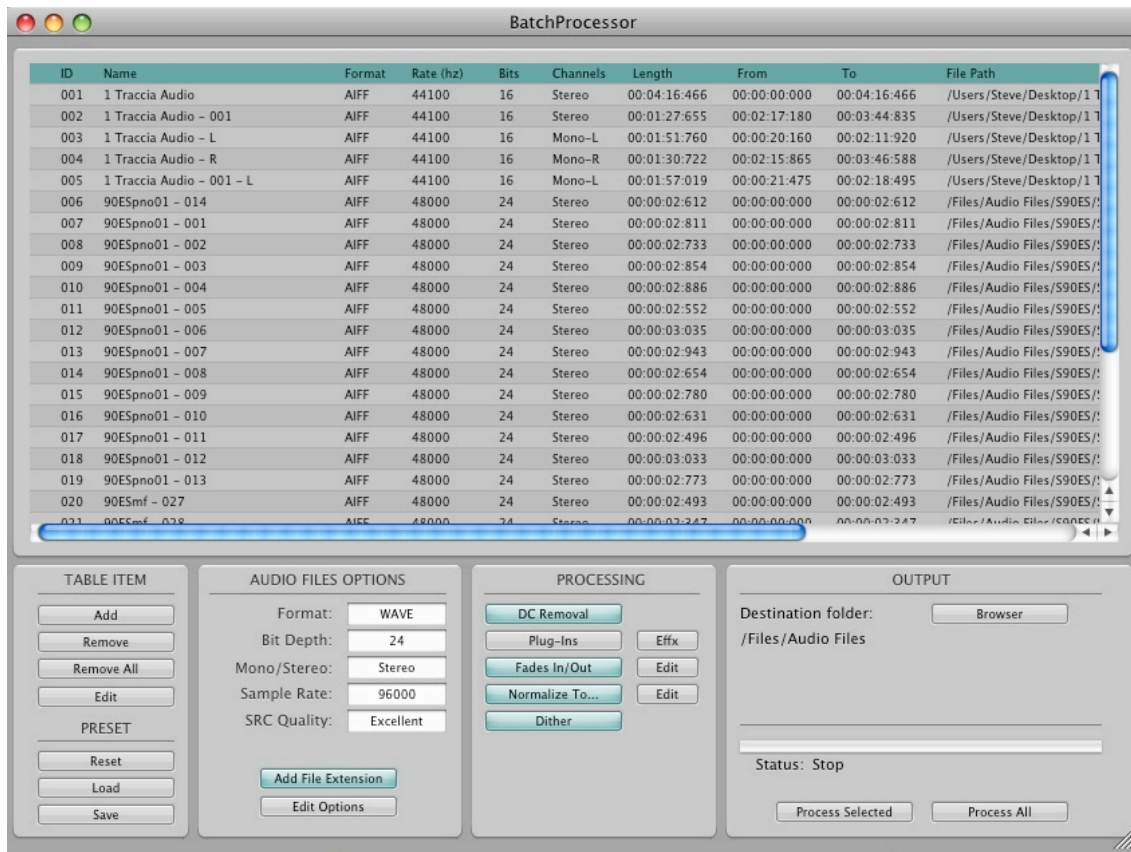 BatchProcessor
ID Name Format Rate (hz) Bits Channels Length From To File Path
001 1 Traccia Audio AIFF 44100 16 Stereo 00:04:16:466 00:00:00:000 00:04:16:466 /Users/Steve/Desktop/1 T
002 1 Traccia Audio - 001 AIFF 44100 16 Stereo 00:01:27:655 00:02:17:180 00:03:44:835 /Users/Steve/Desktop/1 T
003 1 Traccia Audio - L AIFF 44100 16 Mono-L 00:01:51:760 00:00:20:160 00:02:11:920 /Users/Steve/Desktop/1 T
004 1 Traccia Audio - R AIFF 44100 16 Mono-R 00:01:30:722 00:02:15:865 00:03:46:588 /Users/Steve/Desktop/1 T
005 1 Traccia Audio - 001 - L AIFF 44100 16 Mono-L 00:01:57:019 00:00:21:475 00:02:18:495 /Users/Steve/Desktop/1 T
006 90ESpno01 - 014 AIFF 48000 24 Stereo 00:00:02:612 00:00:00:000 00:00:02:612 /Files/Audio Files/S90ES/
007 90ESpno01 - 001 AIFF 48000 24 Stereo 00:00:02:811 00:00:00:000 00:00:02:811 /Files/Audio Files/S90ES/
008 90ESpno01 - 002 AIFF 48000 24 Stereo 00:00:02:733 00:00:00:000 00:00:02:733 /Files/Audio Files/S90ES/
009 90ESpno01 - 003 AIFF 48000 24 Stereo 00:00:02:854 00:00:00:000 00:00:02:854 /Files/Audio Files/S90ES/
010 90ESpno01 - 004 AIFF 48000 24 Stereo 00:00:02:886 00:00:00:000 00:00:02:886 /Files/Audio Files/S90ES/
011 90ESpno01 - 005 AIFF 48000 24 Stereo 00:00:02:552 00:00:00:000 00:00:02:552 /Files/Audio Files/S90ES/
012 90ESpno01 - 006 AIFF 48000 24 Stereo 00:00:03:035 00:00:00:000 00:00:03:035 /Files/Audio Files/S90ES/
013 90ESpno01 - 007 AIFF 48000 24 Stereo 00:00:02:943 00:00:00:000 00:00:02:943 /Files/Audio Files/S90ES/
014 90ESpno01 - 008 AIFF 48000 24 Stereo 00:00:02:654 00:00:00:000 00:00:02:654 /Files/Audio Files/S90ES/
015 90ESpno01 - 009 AIFF 48000 24 Stereo 00:00:02:780 00:00:00:000 00:00:02:780 /Files/Audio Files/S90ES/
016 90ESpno01 - 010 AIFF 48000 24 Stereo 00:00:02:631 00:00:00:000 00:00:02:631 /Files/Audio Files/S90ES/
017 90ESpno01 - 011 AIFF 48000 24 Stereo 00:00:02:496 00:00:00:000 00:00:02:496 /Files/Audio Files/S90ES/
018 90ESpno01 - 012 AIFF 48000 24 Stereo 00:00:03:033 00:00:00:000 00:00:03:033 /Files/Audio Files/S90ES/
019 90ESpno01 - 013 AIFF 48000 24 Stereo 00:00:02:773 00:00:00:000 00:00:02:773 /Files/Audio Files/S90ES/
020 90ESmf - 027 AIFF 48000 24 Stereo 00:00:02:493 00:00:00:000 00:00:02:493 /Files/Audio Files/S90ES/
021 90ESmf - 028 AIFF 48000 24 Stereo 00:00:02:347 00:00:00:000 00:00:02:347 /Files/Audio Files/S90ES/
TABLE ITEM
Add
Remove
Remove All
Edit
PRESET
Reset
Load
Save
AUDIO FILES OPTIONS
Format: WAVE
Bit Depth: 24
Mono/Stereo: Stereo
Sample Rate: 96000
SRC Quality: Excellent
Add File Extension
Edit Options
PROCESSING
DC Removal
Plug-Ins Effx
Fades In/Out Edit
Normalize To... Edit
Dither
OUTPUT
Destination folder: Browser
/Files/Audio Files
Status: Stop
Process Selected Process All